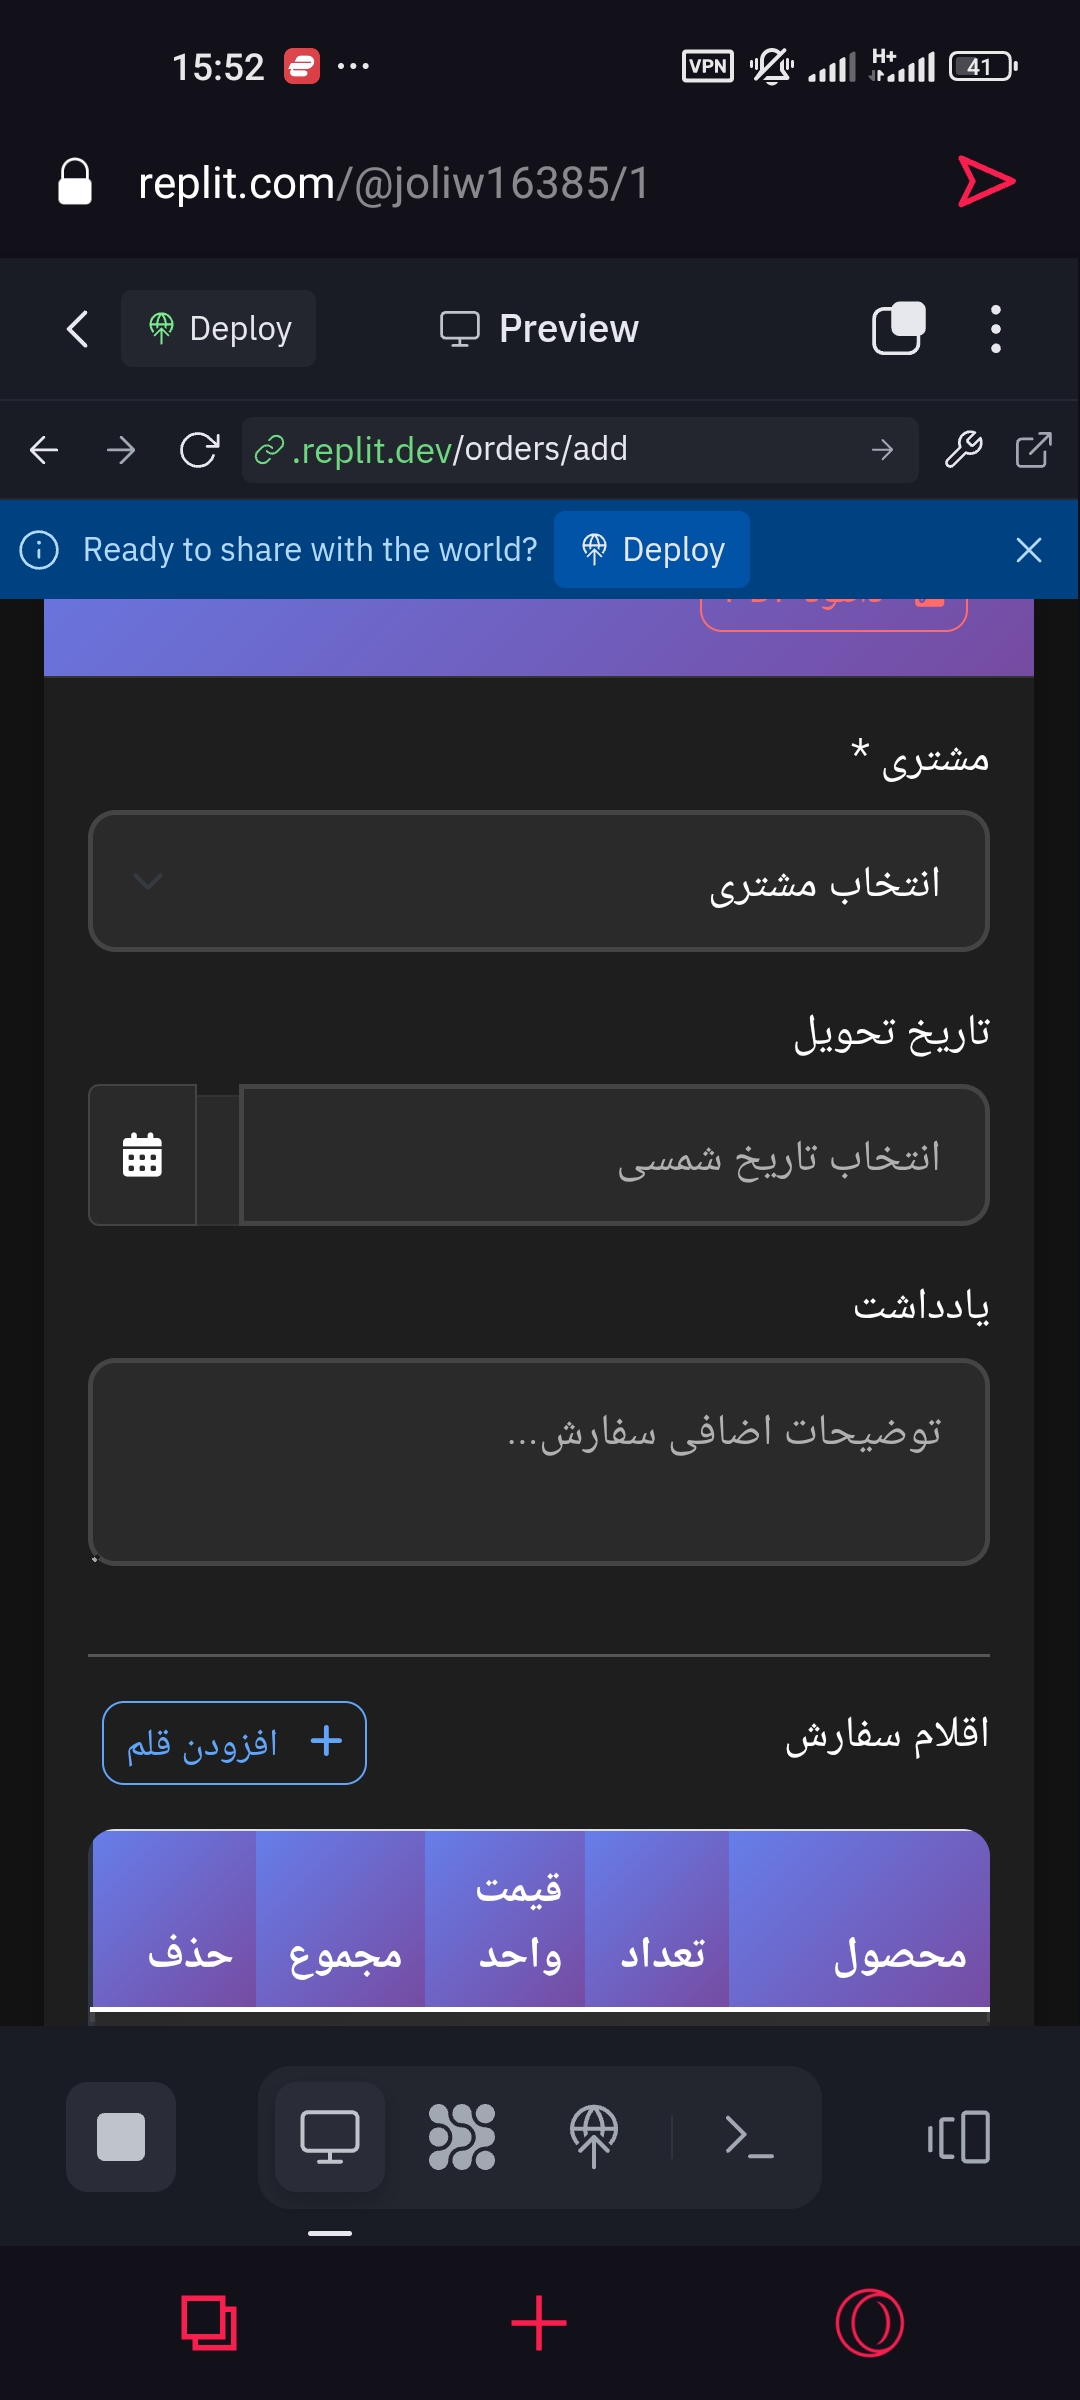 15:52
VPN
H+
41
replit.com/@joliw16385/1
Deploy
Preview
.replit.dev/orders/add
Ready to share with the world?
Deploy
مشتری *
انتخاب مشتری
تاریخ تحویل
انتخاب تاریخ شمسی
یادداشت
توضیحات اضافی سفارش...
اقلام سفارش
افزودن قلم
محصول
تعداد
قیمت
واحد
مجموع
حذف